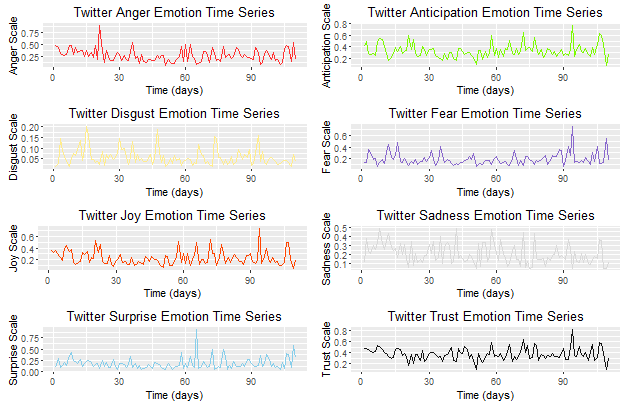 Twitter Anger Emotion Time Series
Anger Scale
0.75
0.50
0.25
0 30 60 90
Time (days)
Twitter Anticipation Emotion Time Series
Anticipation Scale
0.8
0.6
0.4
0.2
0 30 60 90
Time (days)
Twitter Disgust Emotion Time Series
Disgust Scale
0.20
0.15
0.10
0.05
0 30 60 90
Time (days)
Twitter Fear Emotion Time Series
Fear Scale
0.6
0.4
0.2
0 30 60 90
Time (days)
Twitter Joy Emotion Time Series
Joy Scale
0.6
0.4
0.2
0 30 60 90
Time (days)
Twitter Sadness Emotion Time Series
Sadness Scale
0.5
0.4
0.3
0.2
0.1
0 30 60 90
Time (days)
Twitter Surprise Emotion Time Series
Surprise Scale
0.75
0.50
0.25
0.00
0 30 60 90
Time (days)
Twitter Trust Emotion Time Series
Trust Scale
0.8
0.6
0.4
0.2
0 30 60 90
Time (days)